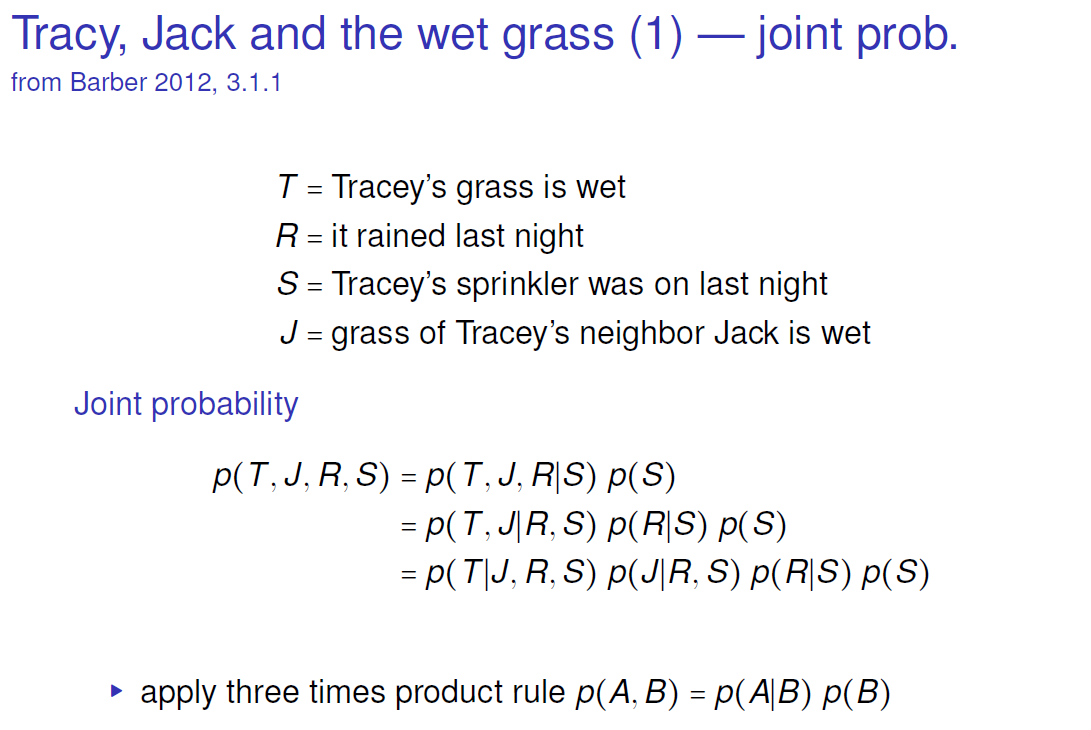 Tracy, Jack and the wet grass (1) — joint prob.
from Barber 2012, 3.1.1
T = Tracey's grass is wet
R = it rained last night
S = Tracey's sprinkler was on last night
J = grass of Tracey's neighbor Jack is wet
Joint probability
p(T, J, R, S) = p(T, J, R|S) p(S)
= p(T, J|R, S) p(R|S) p(S)
= p(T|J, R, S) p(J|R, S) p(R|S) p(S)
▸ apply three times product rule p(A, B) = p(A|B) p(B)